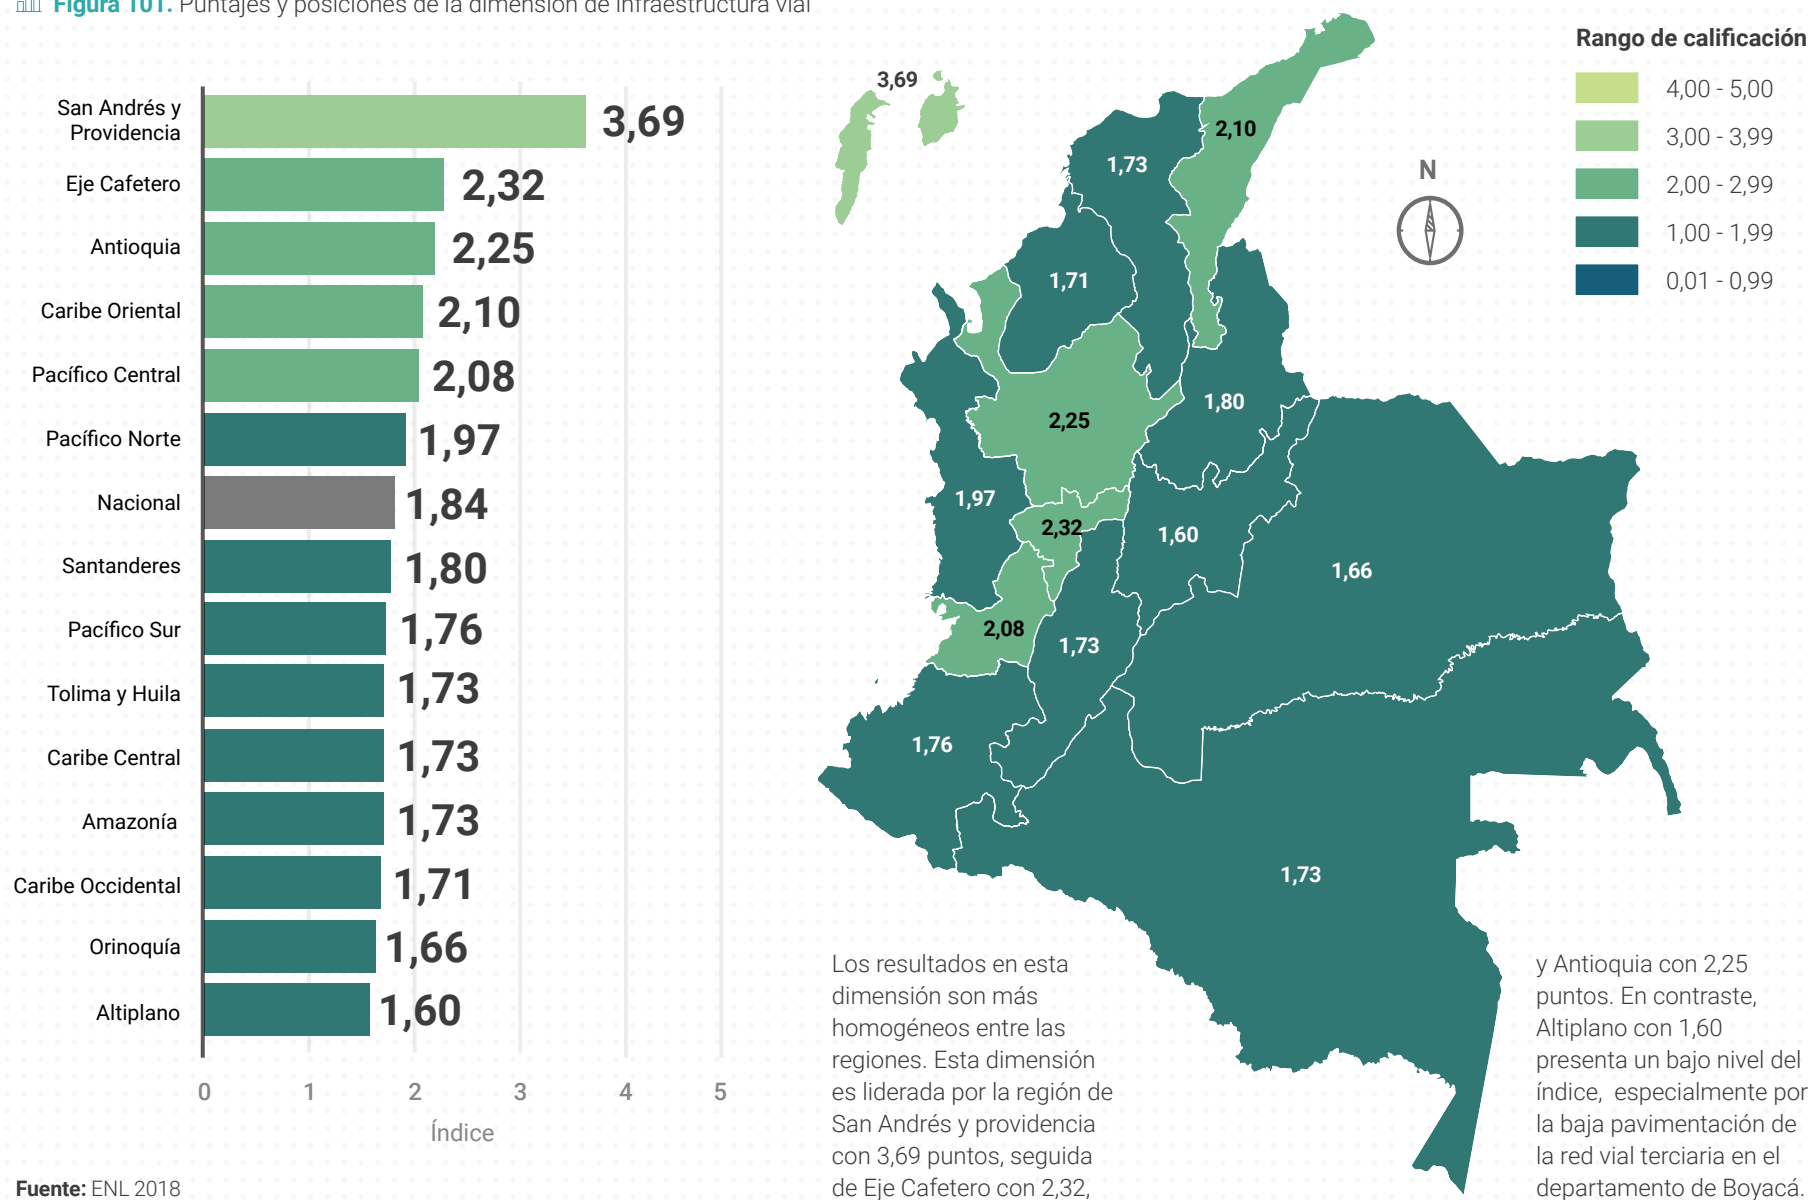 Figura 101. Puntajes y posiciones de la dimensión de infraestructura vial
San Andrés y
Providencia
3,69
Eje Cafetero
2,32
Antioquia
2,25
Caribe Oriental
2,10
Pacífico Central
2,08
Pacífico Norte
1,97
Nacional
1,84
Santanderes
1,80
Pacífico Sur
1,76
Tolima y Huila
1,73
Caribe Central
1,73
Amazonía
1,73
Caribe Occidental
1,71
Orinoquía
1,66
Altiplano
1,60
0 1 2 3 4 5
Índice
Fuente: ENL 2018
3,69
2,10
1,73
1,71
1,80
2,25
1,97
2,32
1,60
1,66
2,08
1,73
1,76
1,73
N
Rango de calificación
4,00 - 5,00
3,00 - 3,99
2,00 - 2,99
1,00 - 1,99
0,01 - 0,99
Los resultados en esta
dimensión son más
homogéneos entre las
regiones. Esta dimensión
es liderada por la región de
San Andrés y providencia
con 3,69 puntos, seguida
de Eje Cafetero con 2,32,
y Antioquia con 2,25
puntos. En contraste,
Altiplano con 1,60
presenta un bajo nivel del
índice, especialmente por
la baja pavimentación de
la red vial terciaria en el
departamento de Boyacá.